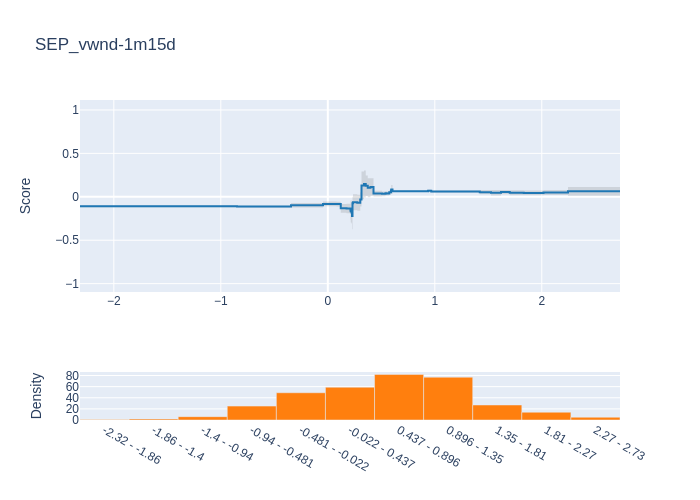 SEP_vwnd-1m15d
Score
1
0.5
0
−0.5
−1
−2
−1
0
1
2
Density
80
60
40
20
0
-2.32 - -1.86
-1.86 - -1.4
-1.4 - -0.94
-0.94 - -0.481
-0.481 - -0.022
-0.022 - 0.437
0.437 - 0.896
0.896 - 1.35
1.35 - 1.81
1.81 - 2.27
2.27 - 2.73